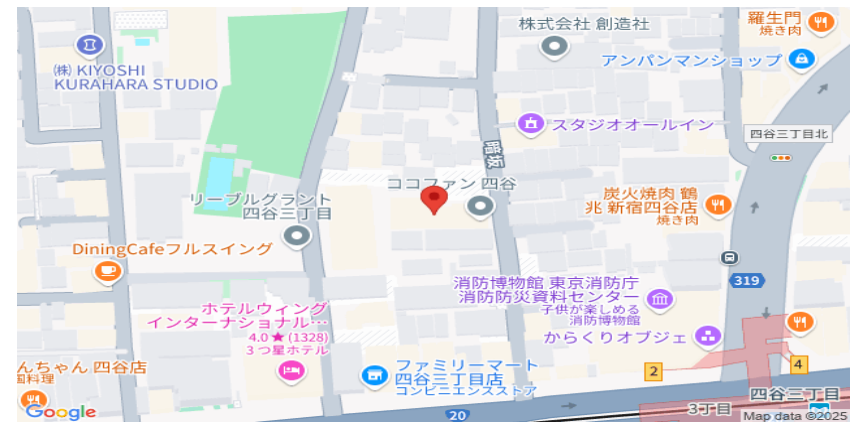 株式会社 創造社
羅生門
焼き肉
アンパンマンショップ
(株) KIYOSHI
KURAHARA STUDIO
スタジオオールイン
四谷三丁目北
暗坂
ココファン 四谷
リーブルグラント
四谷三丁目
炭火焼肉 鶴
兆 新宿四谷店
焼き肉
DiningCafeフルスイング
消防博物館 東京消防庁
消防防災資料センター
子供が楽しめる
消防博物館
319
ホテルウィング
インターナショナル…
4.0★(1328)
3 つ星ホテル
からくりオブジェ
んちゃん 四谷店
国料理
ファミリーマート
四谷三丁目店
コンビニエンスストア
2
4
四谷三丁目
20
3丁目
Google
Map data ©2025